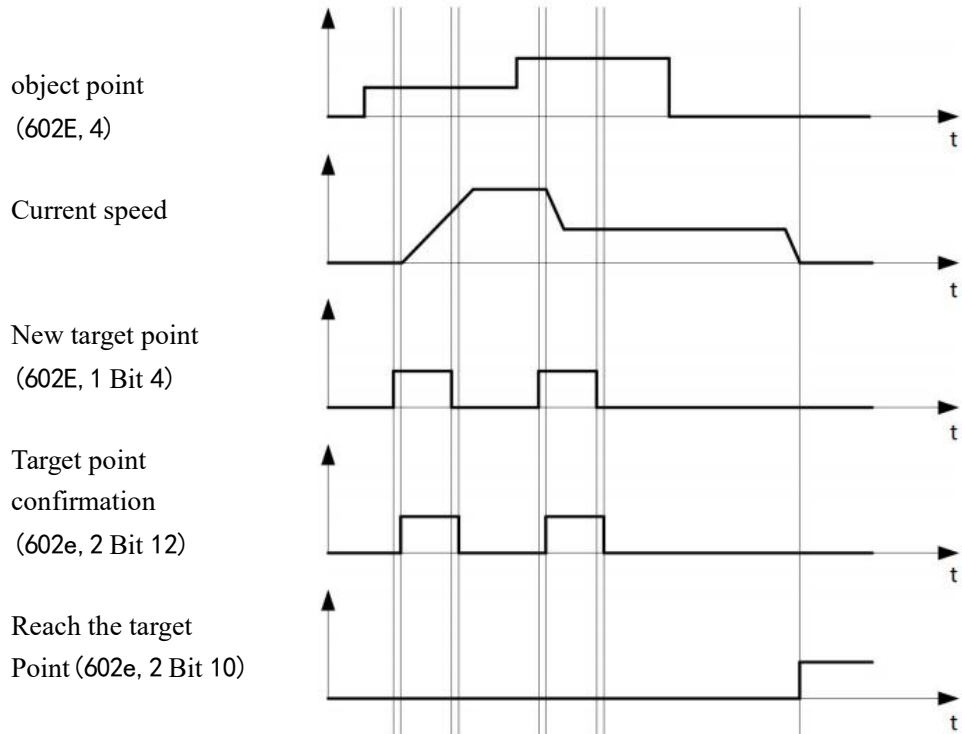 object point
(602E, 4)
t
Current speed
t
New target point
(602E, 1 Bit 4)
t
Target point
confirmation
(602e, 2 Bit 12)
t
Reach the target
Point (602e, 2 Bit 10)
t